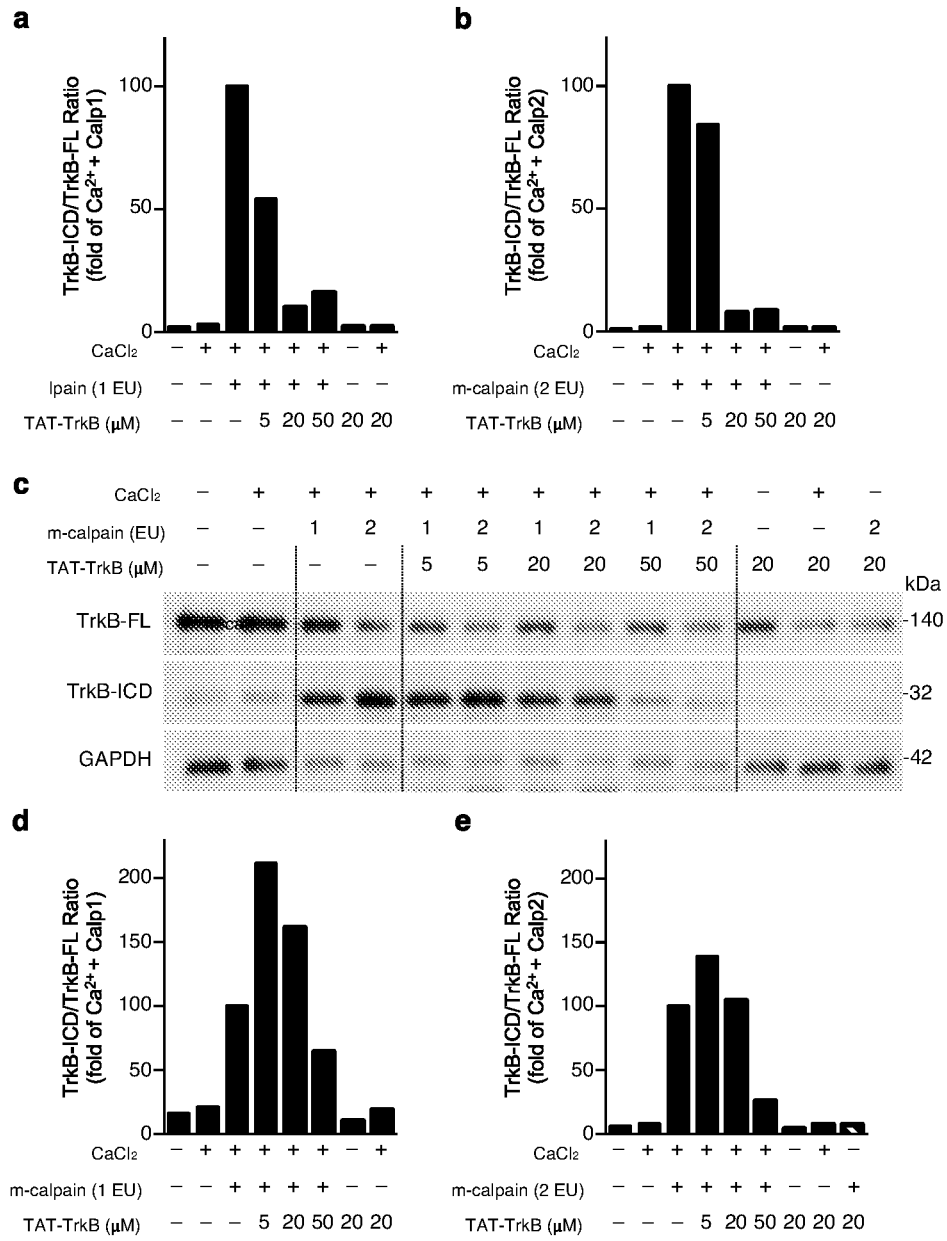 a
TrkB-ICD/TrkB-FL Ratio
(fold of Ca²⁺ + Calp1)
100
50
0
CaCl₂ − + + + + + − +
lpain (1 EU) − − + + + + − −
TAT-TrkB (μM) − − − 5 20 50 20 20
b
TrkB-ICD/TrkB-FL Ratio
(fold of Ca²⁺ + Calp2)
100
50
0
CaCl₂ − + + + + + − +
m-calpain (2 EU) − − + + + + − −
TAT-TrkB (μM) − − − 5 20 50 20 20
c
CaCl₂ − + + + + + + + + + − + −
m-calpain (EU) − − 1 2 1 2 1 2 1 2 − − 2
TAT-TrkB (μM) − − − − 5 5 20 20 50 50 20 20 20
kDa
TrkB-FL -140
TrkB-ICD -32
GAPDH -42
d
TrkB-ICD/TrkB-FL Ratio
(fold of Ca²⁺ + Calp1)
200
150
100
50
0
CaCl₂ − + + + + + − +
m-calpain (1 EU) − − + + + + − −
TAT-TrkB (μM) − − − 5 20 50 20 20
e
TrkB-ICD/TrkB-FL Ratio
(fold of Ca²⁺ + Calp2)
200
150
100
50
0
CaCl₂ − + + + + + − + −
m-calpain (2 EU) − − + + + + − − +
TAT-TrkB (μM) − − − 5 20 50 20 20 20